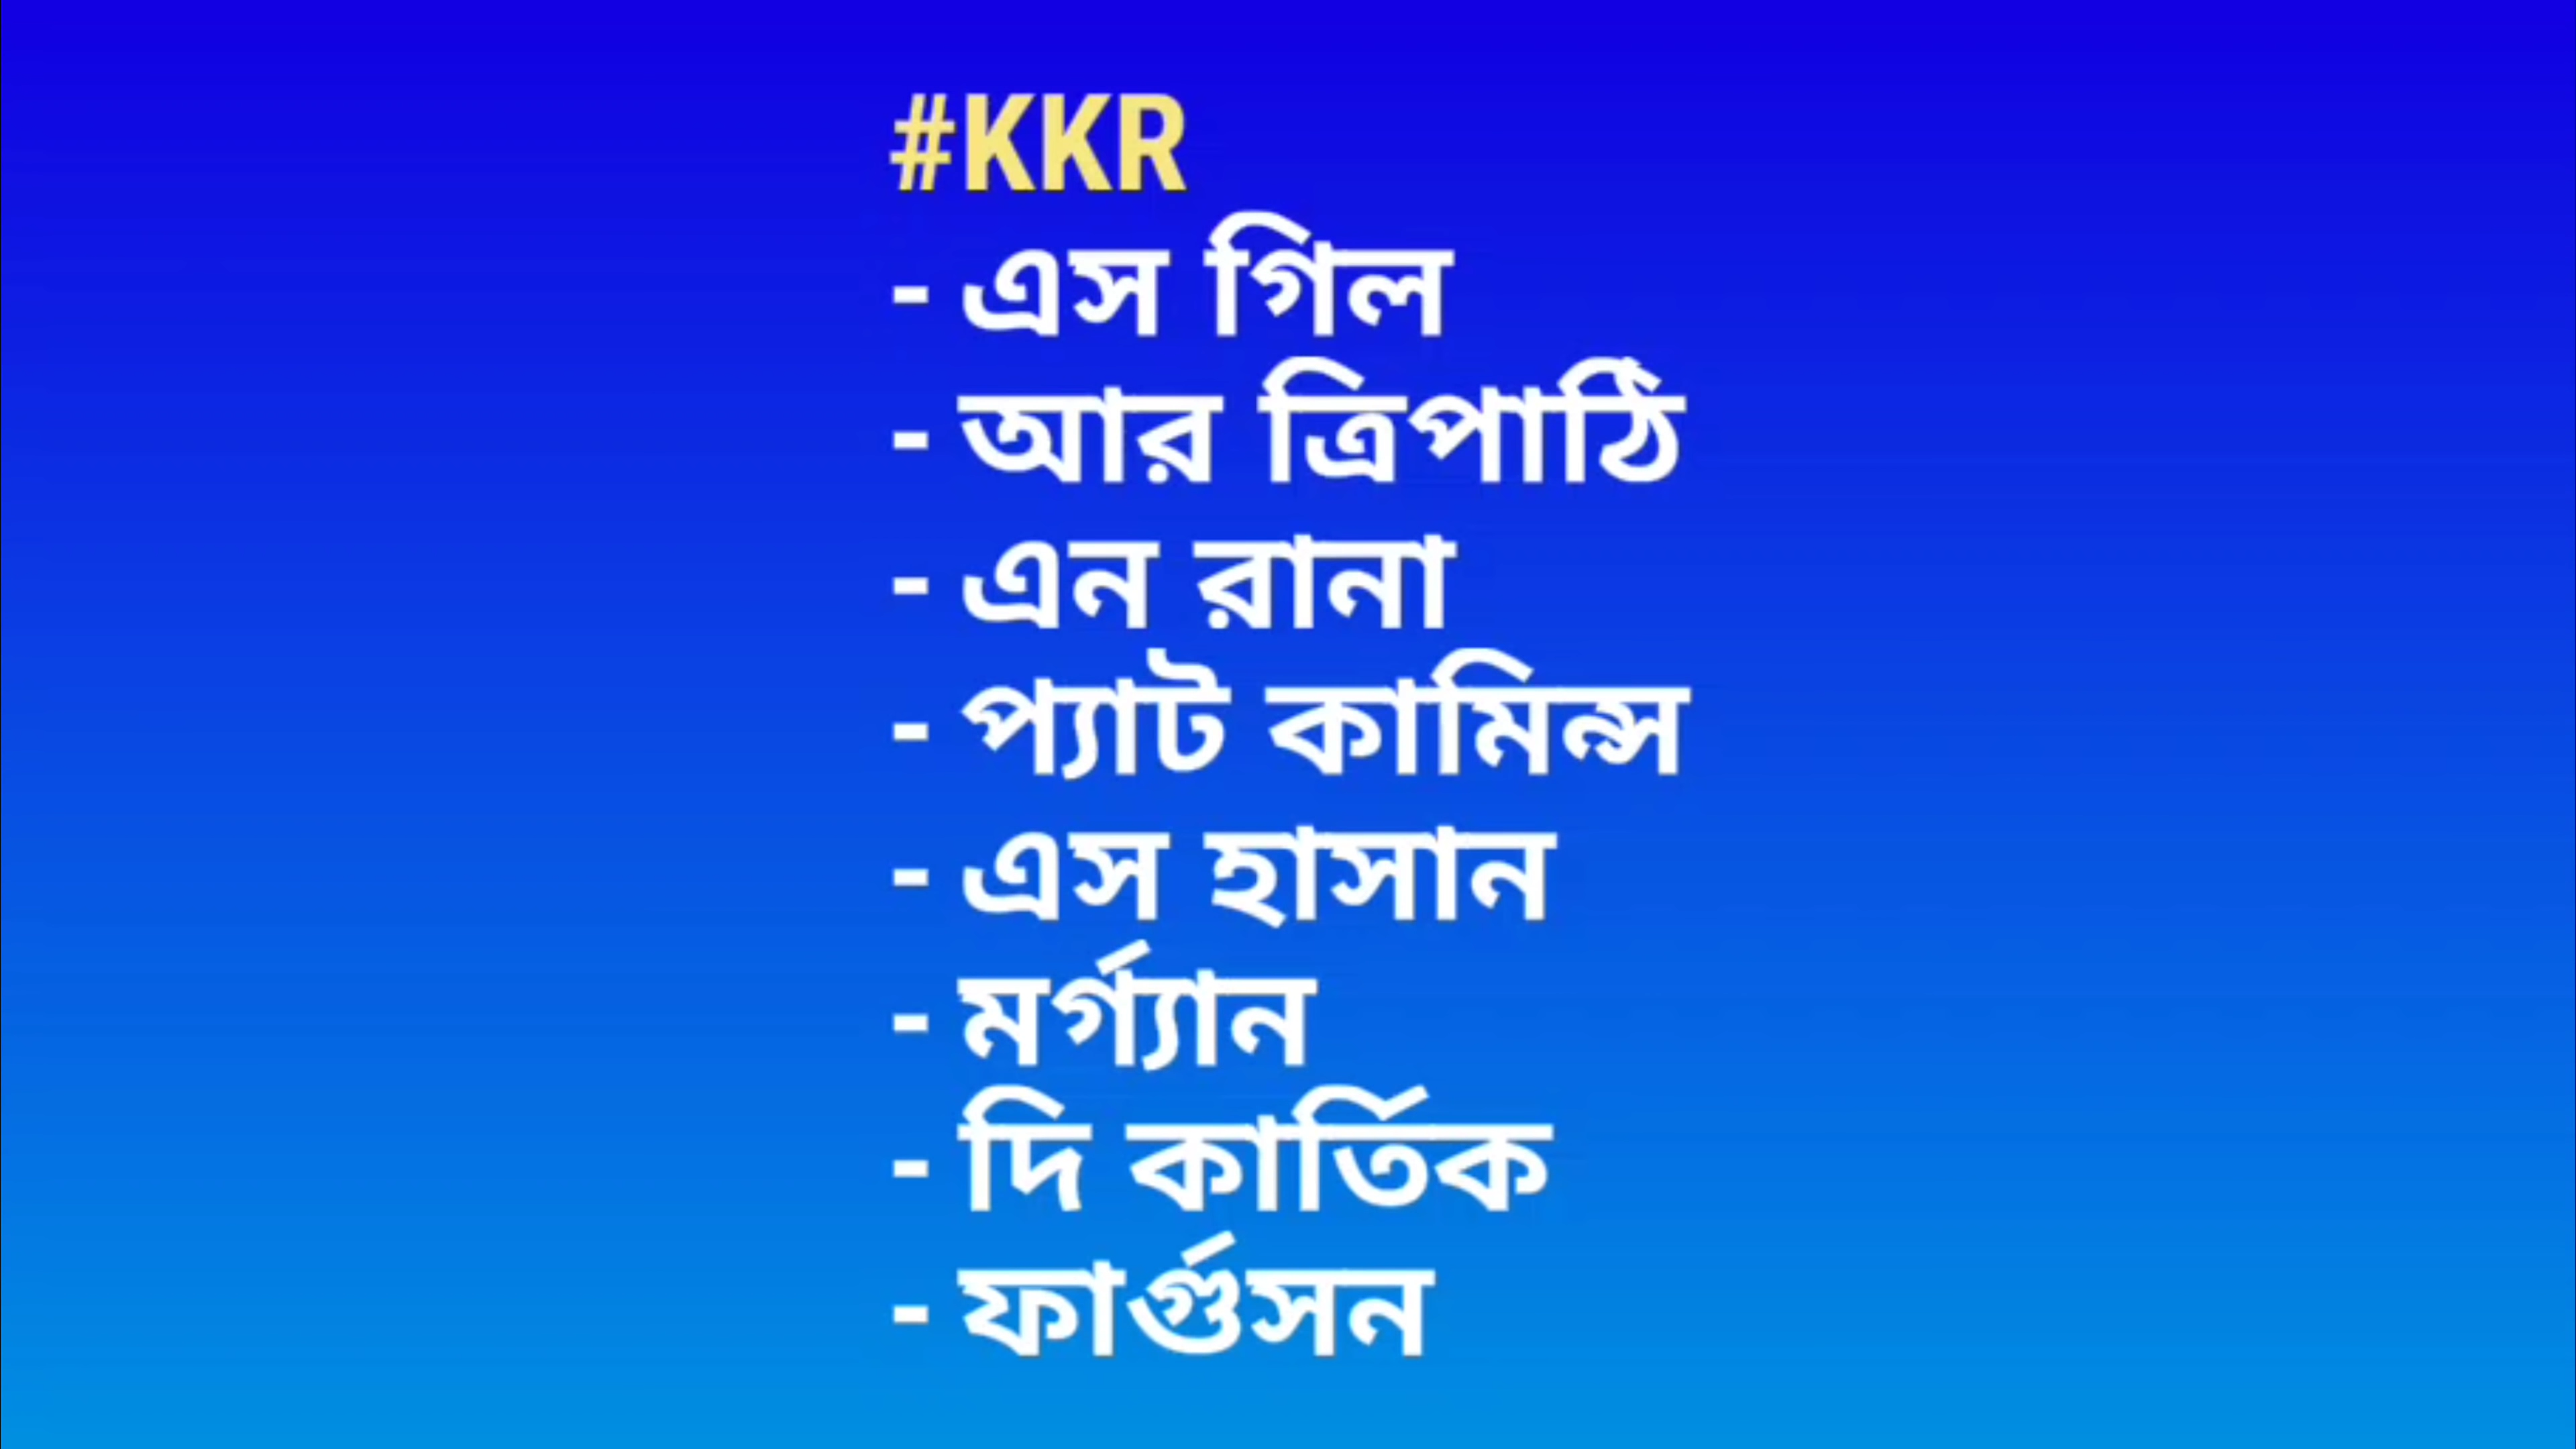 #KKR
- এস গিল
- আর ত্রিপাঠি
- এন রানা
- প্যাট কামিন্স
- এস হাসান
- মর্গ্যান
- দি কার্তিক
- ফার্গুসন